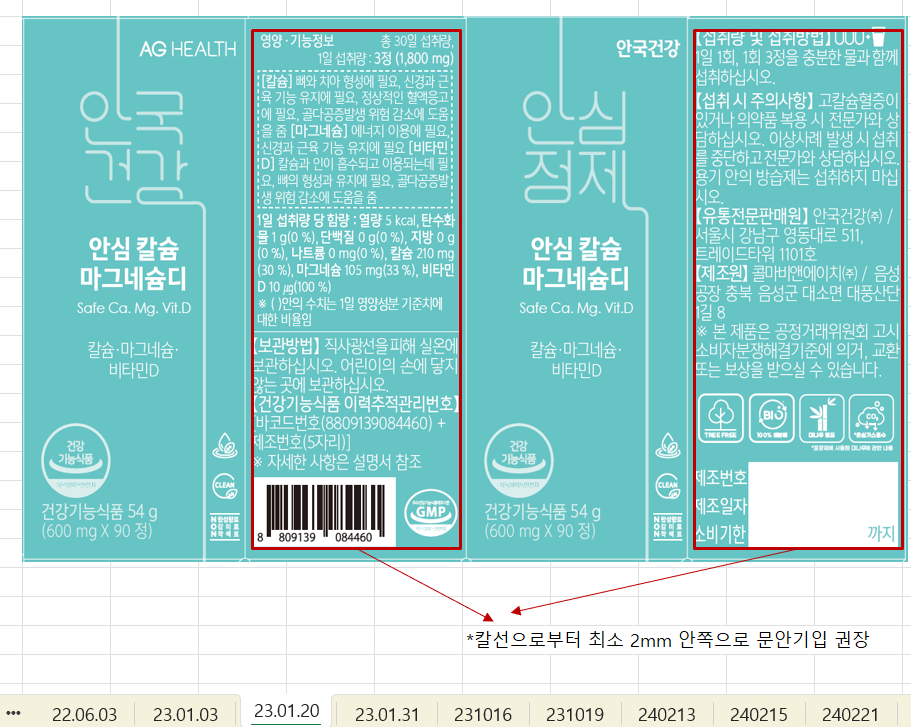 AG HEALTH
안국
건강
안심 칼슘
마그네슘디
Safe Ca. Mg. Vit.D
칼슘·마그네슘·
비타민D
건강
기능식품
건강기능식품 54 g
(600 mg X 90 정)
CLEAN
영양·기능정보 총 30일 섭취량,
1일 섭취량 : 3정 (1,800 mg)
[칼슘] 뼈와 치아 형성에 필요, 신경과 근
육 기능 유지에 필요, 정상적인 혈액응고
에 필요, 골다공증발생 위험 감소에 도움
을 줌 [마그네슘] 에너지 이용에 필요,
신경과 근육 기능 유지에 필요 [비타민
D] 칼슘과 인이 흡수되고 이용되는데 필
요, 뼈의 형성과 유지에 필요, 골다공증발
생 위험 감소에 도움을 줌
1일 섭취량 당 함량 : 열량 5 kcal, 탄수화
물 1 g(0 %), 단백질 0 g(0 %), 지방 0 g
(0 %), 나트륨 0 mg(0 %), 칼슘 210 mg
(30 %), 마그네슘 105 mg(33 %), 비타민
D 10 ㎍(100 %)
※ ( )안의 수치는 1일 영양성분 기준치에
대한 비율임
[보관방법] 직사광선을 피해 실온에
보관하십시오. 어린이의 손에 닿지
않는 곳에 보관하십시오.
[건강기능식품 이력추적관리번호]
[바코드번호(8809139084460) +
제조번호(5자리)]
※ 자세한 사항은 설명서 참조
8 809139 084460
GMP
안국건강
안심
정제
안심 칼슘
마그네슘디
Safe Ca. Mg. Vit.D
칼슘·마그네슘·
비타민D
건강
기능식품
건강기능식품 54 g
(600 mg X 90 정)
CLEAN
[섭취량 및 섭취방법]
1일 1회, 1회 3정을 충분한 물과 함께
섭취하십시오.
[섭취 시 주의사항] 고칼슘혈증이
있거나 의약품 복용 시 전문가와 상
담하십시오. 이상사례 발생 시 섭취
를 중단하고 전문가와 상담하십시오.
용기 안의 방습제는 섭취하지 마십
시오.
[유통전문판매원] 안국건강㈜ /
서울시 강남구 영동대로 511,
트레이드타워 1101호
[제조원] 콜마비앤에이치㈜ / 음성
공장 충북 음성군 대소면 대풍산단
1길 8
※ 본 제품은 공정거래위원회 고시
소비자분쟁해결기준에 의거, 교환
또는 보상을 받으실 수 있습니다.
TREE FREE
BIO
CO₂
제조번호
제조일자
소비기한
까지
*칼선으로부터 최소 2mm 안쪽으로 문안기입 권장
22.06.03 23.01.03 23.01.20 23.01.31 231016 231019 240213 240215 240221